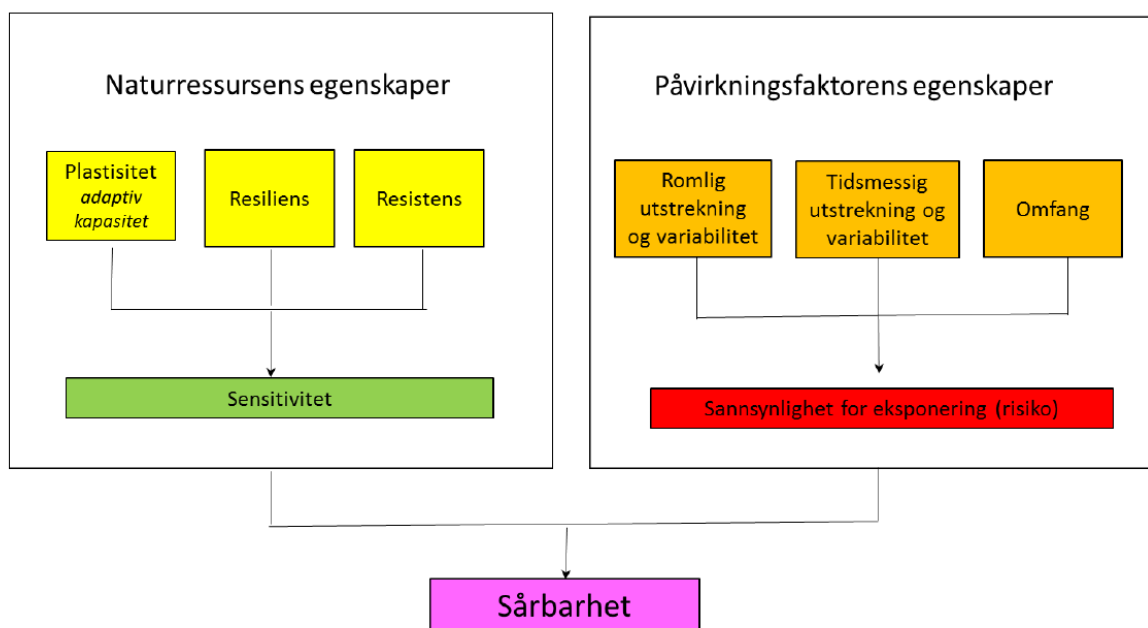 Naturressursens egenskaper
Plastisitet
adaptiv
kapasitet
Resiliens
Resistens
Sensitivitet
Påvirkningsfaktorens egenskaper
Romlig
utstrekning
og variabilitet
Tidsmessig
utstrekning og
variabilitet
Omfang
Sannsynlighet for eksponering (risiko)
Sårbarhet